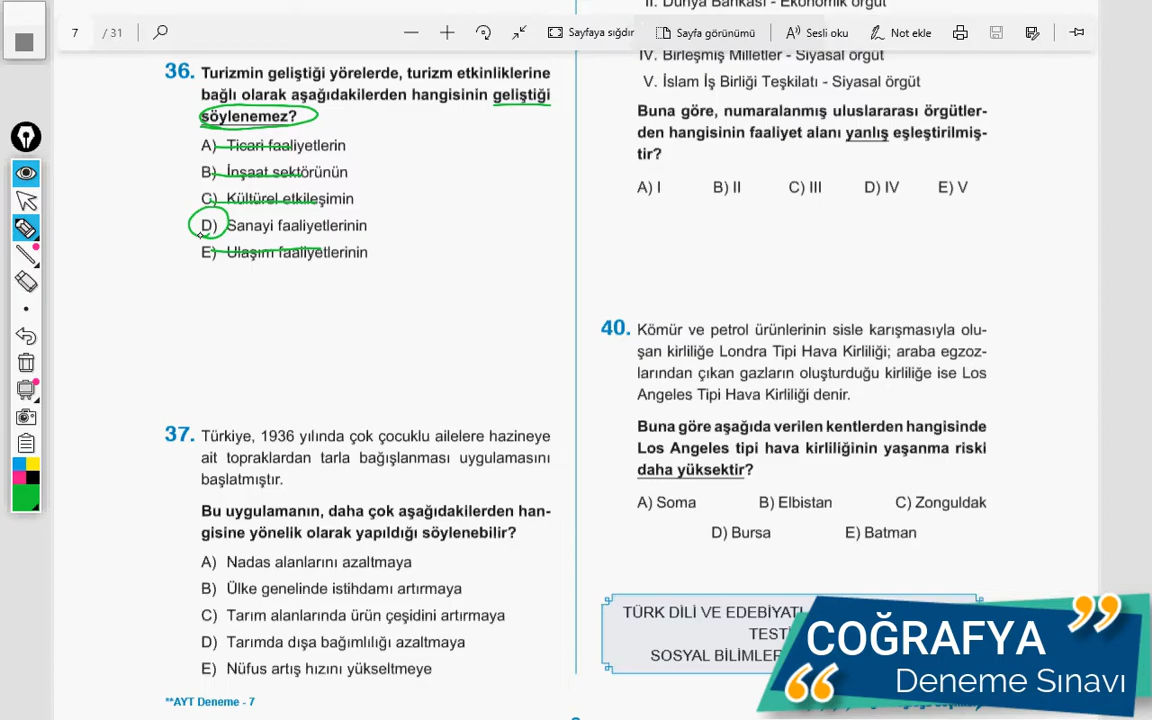 7 / 31
Sayfaya sığdır
Sayfa görünümü
Sesli oku
Not ekle
36. Turizmin geliştiği yörelerde, turizm etkinliklerine
bağlı olarak aşağıdakilerden hangisinin geliştiği
söylenemez?
A) Ticari faaliyetlerin
B) İnşaat sektörünün
C) Kültürel etkileşimin
D) Sanayi faaliyetlerinin
E) Ulaşım faaliyetlerinin
37. Türkiye, 1936 yılında çok çocuklu ailelere hazineye
ait topraklardan tarla bağışlanması uygulamasını
başlatmıştır.
Bu uygulamanın, daha çok aşağıdakilerden han-
gisine yönelik olarak yapıldığı söylenebilir?
A) Nadas alanlarını azaltmaya
B) Ülke genelinde istihdamı artırmaya
C) Tarım alanlarında ürün çeşidini artırmaya
D) Tarımda dışa bağımlılığı azaltmaya
E) Nüfus artış hızını yükseltmeye
**AYT Deneme - 7
II. Dünya Bankası - Ekonomik örgüt
IV. Birleşmiş Milletler - Siyasal örgüt
V. İslam İş Birliği Teşkilatı - Siyasal örgüt
Buna göre, numaralanmış uluslararası örgütler-
den hangisinin faaliyet alanı yanlış eşleştirilmiş-
tir?
A) I B) II C) III D) IV E) V
40. Kömür ve petrol ürünlerinin sisle karışmasıyla olu-
şan kirliliğe Londra Tipi Hava Kirliliği; araba egzoz-
larından çıkan gazların oluşturduğu kirliliğe ise Los
Angeles Tipi Hava Kirliliği denir.
Buna göre aşağıda verilen kentlerden hangisinde
Los Angeles tipi hava kirliliğinin yaşanma riski
daha yüksektir?
A) Soma B) Elbistan C) Zonguldak
D) Bursa E) Batman
TÜRK DİLİ VE EDEBİYATI
TESTİ
SOSYAL BİLİMLER
COĞRAFYA
Deneme Sınavı